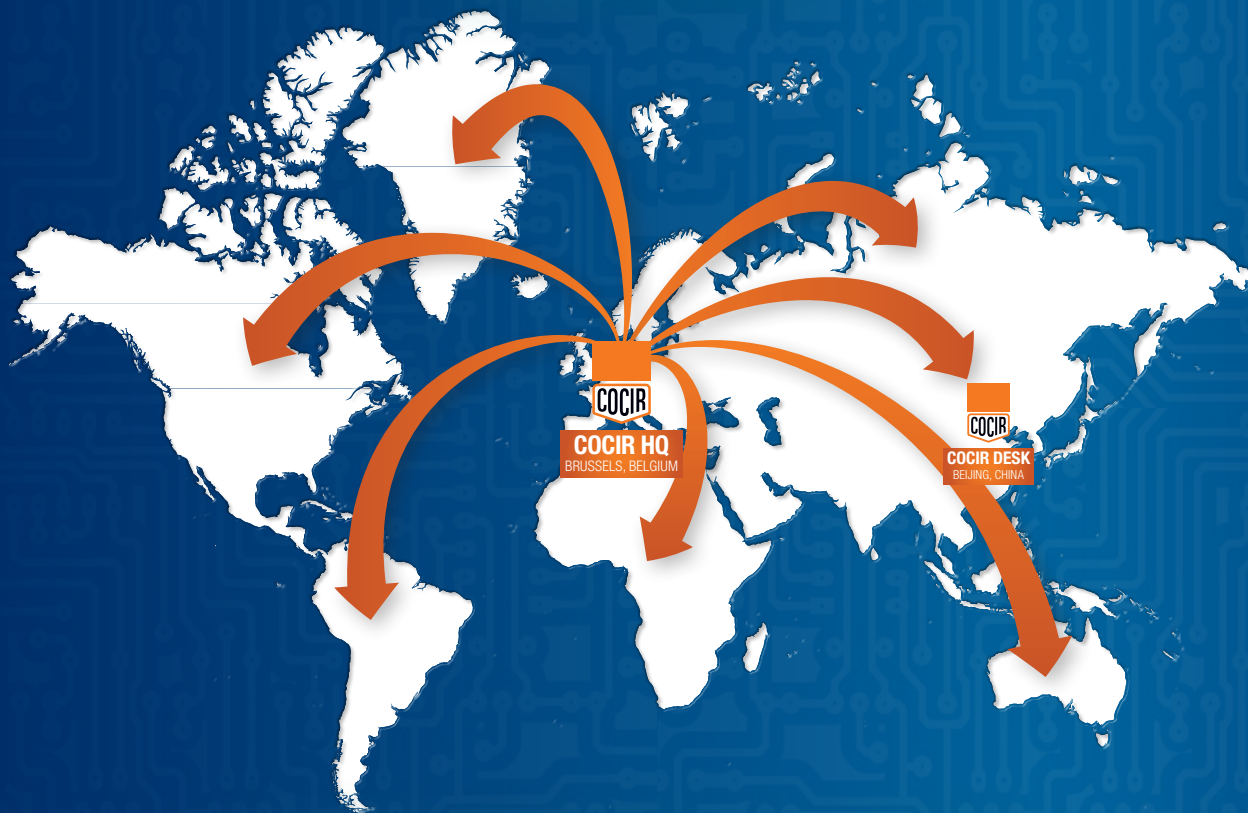 COCIR
COCIR HQ
BRUSSELS, BELGIUM
COCIR
COCIR DESK
BEIJING, CHINA